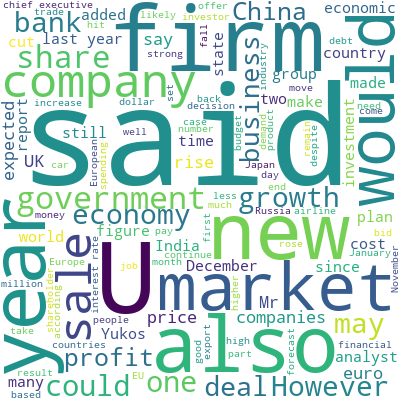 chief executive
trade
likely
offer
investor
bank
added
China
economic
hit
fall
firm
World
cut
last year
say
strong
state
country
debt
share
increase
dollar
set
back
decision
industry
move
need
come
company
said
business
group
made
expected
report
still
case
number
well
two
make
product
demand
budget
remain
despite
investment
UK
European
spending
car
time
rise
less
much
Japan
day
end
government
growth
money
economy
new
Russia
airline
plan
year
sale
world
figure
pay
India
first
rose
bid
cost
January
November
million
shareholder
according
Europe
interest rate
job
continue
month
December
since
U
market
higher
Mr
may
take
countries
people
Yukos
price
companies
EU
profit
also
good
export
high
forecast
analyst
euro
financial
result
many
based
could
one
part
deal
However